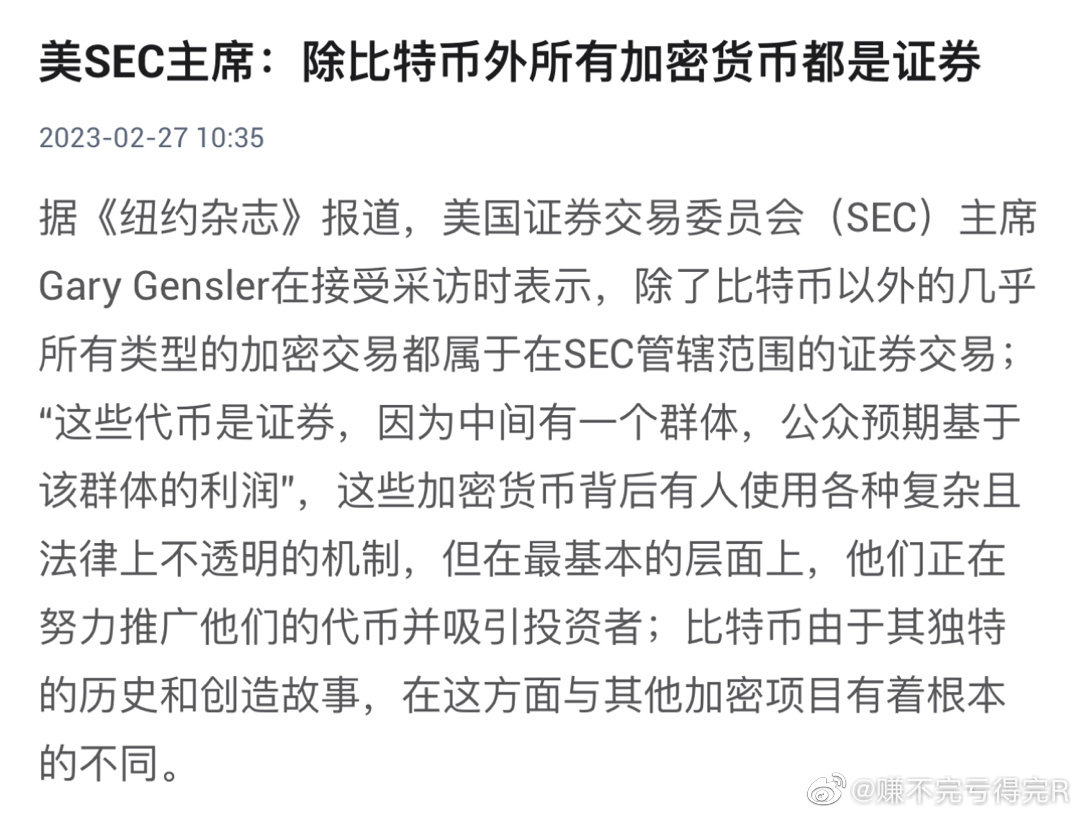 美SEC主席：除比特币外所有加密货币都是证券
2023-02-27 10:35
据《纽约杂志》报道，美国证券交易委员会（SEC）主席
Gary Gensler在接受采访时表示，除了比特币以外的几乎
所有类型的加密交易都属于在SEC管辖范围的证券交易；
“这些代币是证券，因为中间有一个群体，公众预期基于
该群体的利润”，这些加密货币背后有人使用各种复杂且
法律上不透明的机制，但在最基本的层面上，他们正在
努力推广他们的代币并吸引投资者；比特币由于其独特
的历史和创造故事，在这方面与其他加密项目有着根本
的不同。
@赚不完亏得完R